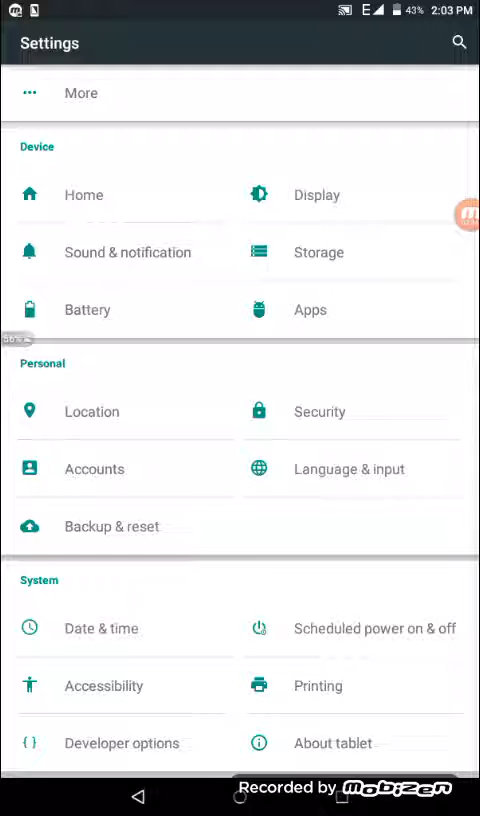 E 43% 2:03 PM
Settings
More
Device
Home Display
Sound & notification Storage
Battery Apps
56%
Personal
Location Security
Accounts Language & input
Backup & reset
System
Date & time Scheduled power on & off
Accessibility Printing
Developer options About tablet
Recorded by mobizen